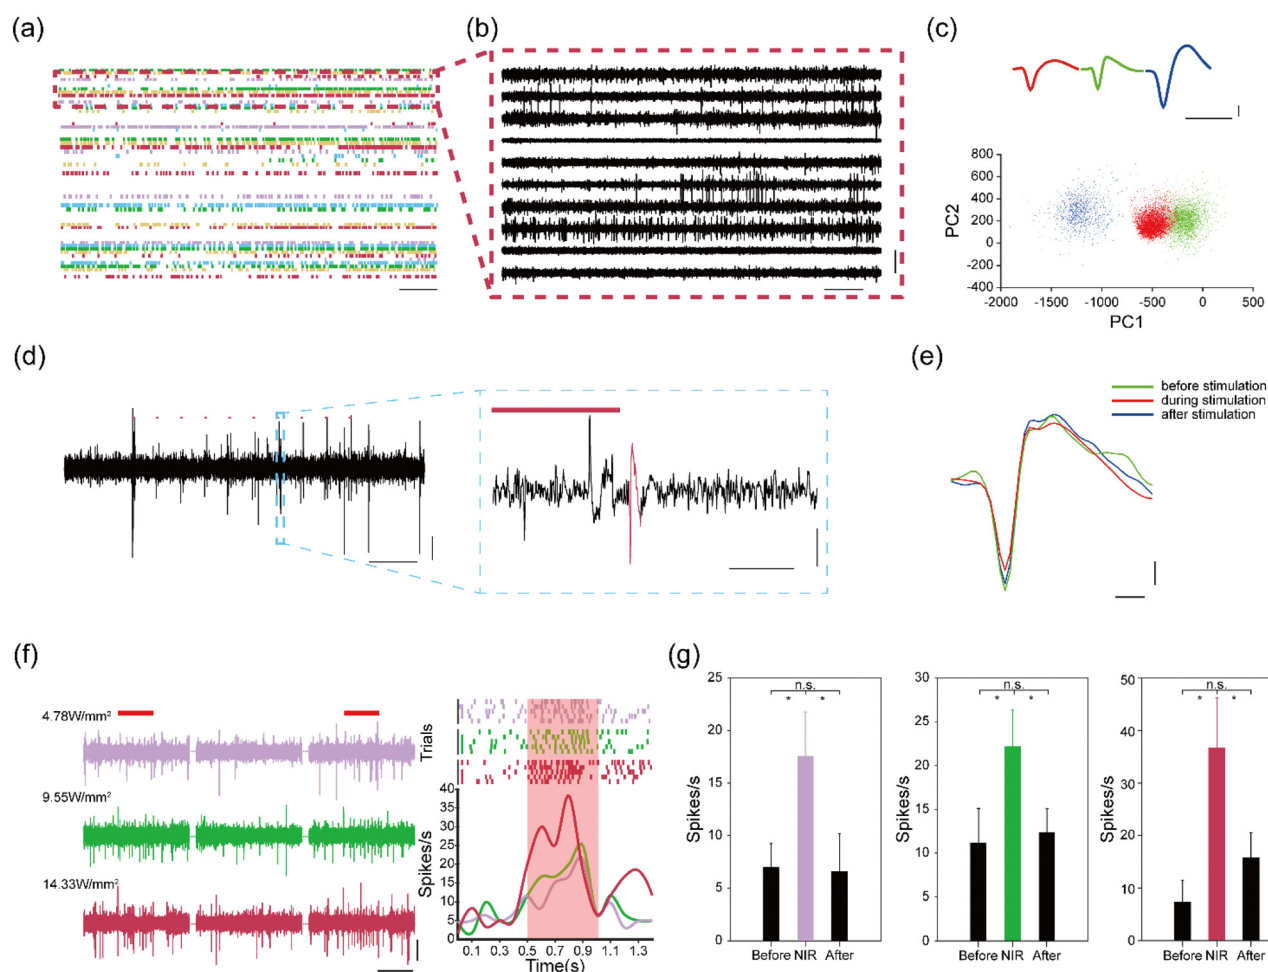 (a)
(b)
(c)
800
600
400
200
0
-200
-400
PC2
-2000 -1500 -1000 -500 0 500
PC1
(d)
(e)
before stimulation
during stimulation
after stimulation
(f)
4.78W/mm²
9.55W/mm²
14.33W/mm²
Trials
40
35
30
25
20
15
10
5
0
Spikes/s
0.1 0.3 0.5 0.7 0.9 1.1 1.3
Time(s)
(g)
25
20
15
10
5
0
Spikes/s
n.s.
* *
Before NIR After
30
25
20
15
10
5
0
Spikes/s
n.s.
* *
Before NIR After
50
40
30
20
10
0
Spikes/s
n.s.
* *
Before NIR After